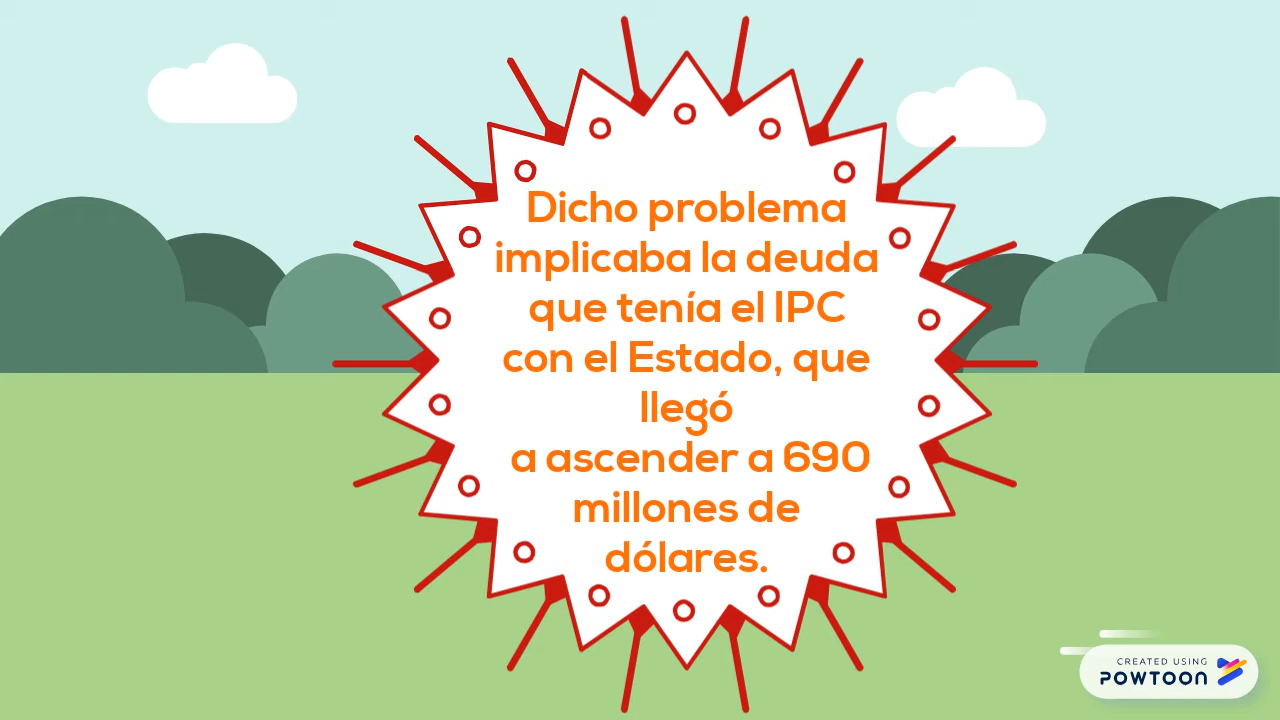 Dicho problema
implicaba la deuda
que tenía el IPC
con el Estado, que
llegó
a ascender a 690
millones de
dólares.
CREATED USING
POWTOON